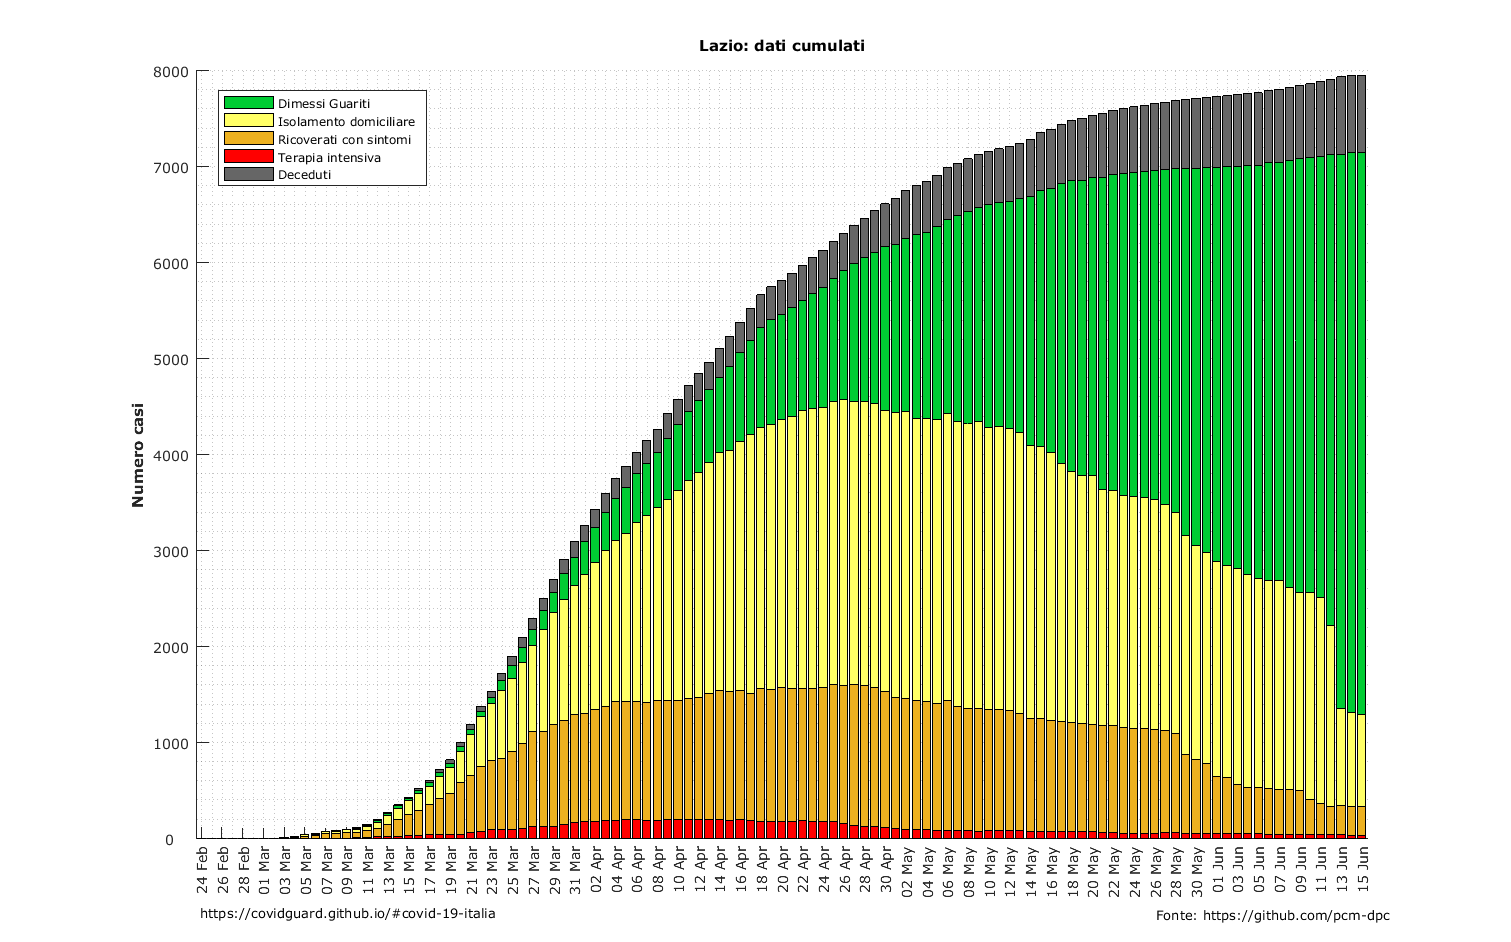 Lazio: dati cumulati
8000
7000
6000
5000
4000
3000
2000
1000
0
Numero casi
Dimessi Guariti
Isolamento domiciliare
Ricoverati con sintomi
Terapia intensiva
Deceduti
24 Feb
26 Feb
28 Feb
01 Mar
03 Mar
05 Mar
07 Mar
09 Mar
11 Mar
13 Mar
15 Mar
17 Mar
19 Mar
21 Mar
23 Mar
25 Mar
27 Mar
29 Mar
31 Mar
02 Apr
04 Apr
06 Apr
08 Apr
10 Apr
12 Apr
14 Apr
16 Apr
18 Apr
20 Apr
22 Apr
24 Apr
26 Apr
28 Apr
30 Apr
02 May
04 May
06 May
08 May
10 May
12 May
14 May
16 May
18 May
20 May
22 May
24 May
26 May
28 May
30 May
01 Jun
03 Jun
05 Jun
07 Jun
09 Jun
11 Jun
13 Jun
15 Jun
https://covidguard.github.io/#covid-19-italia
Fonte: https://github.com/pcm-dpc